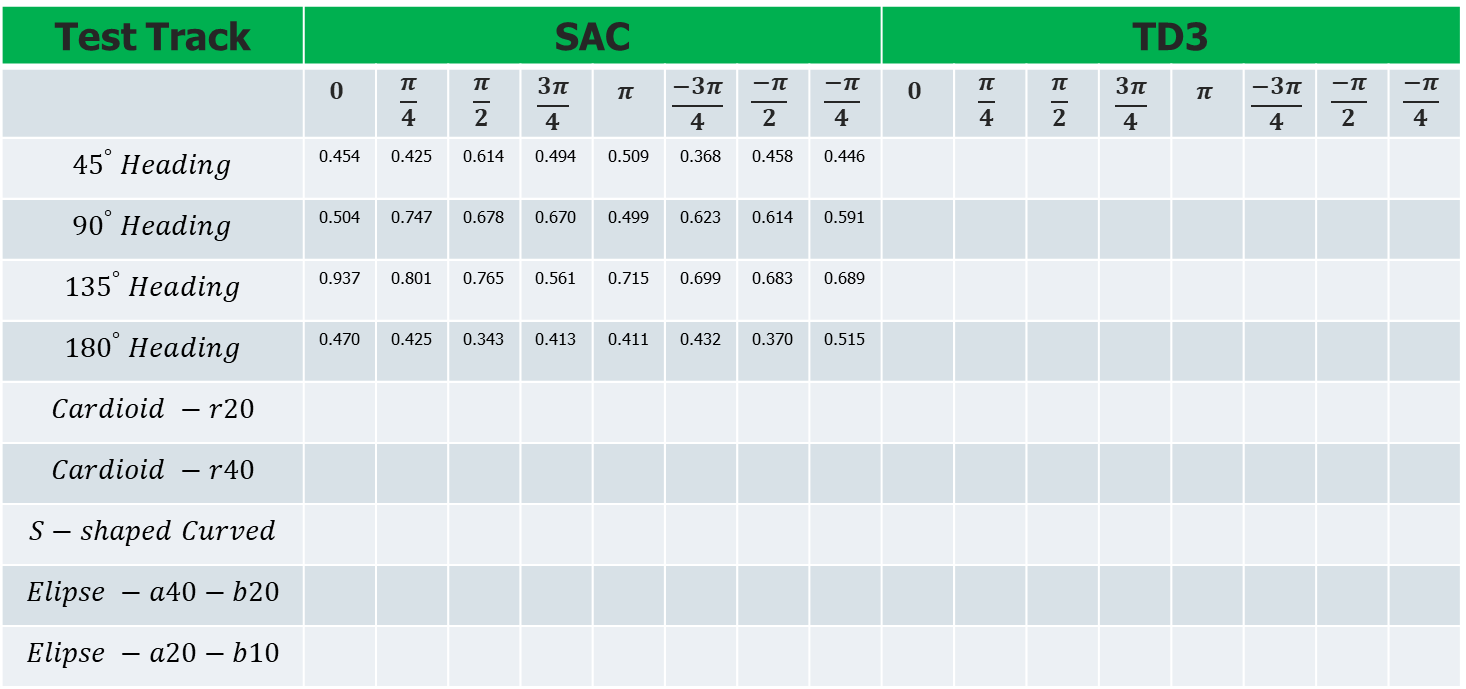 Test Track SAC TD3
0 π/4 π/2 3π/4 π −3π/4 −π/2 −π/4 0 π/4 π/2 3π/4 π −3π/4 −π/2 −π/4
45° Heading 0.454 0.425 0.614 0.494 0.509 0.368 0.458 0.446
90° Heading 0.504 0.747 0.678 0.670 0.499 0.623 0.614 0.591
135° Heading 0.937 0.801 0.765 0.561 0.715 0.699 0.683 0.689
180° Heading 0.470 0.425 0.343 0.413 0.411 0.432 0.370 0.515
Cardioid − r20
Cardioid − r40
S − shaped Curved
Elipse − a40 − b20
Elipse − a20 − b10